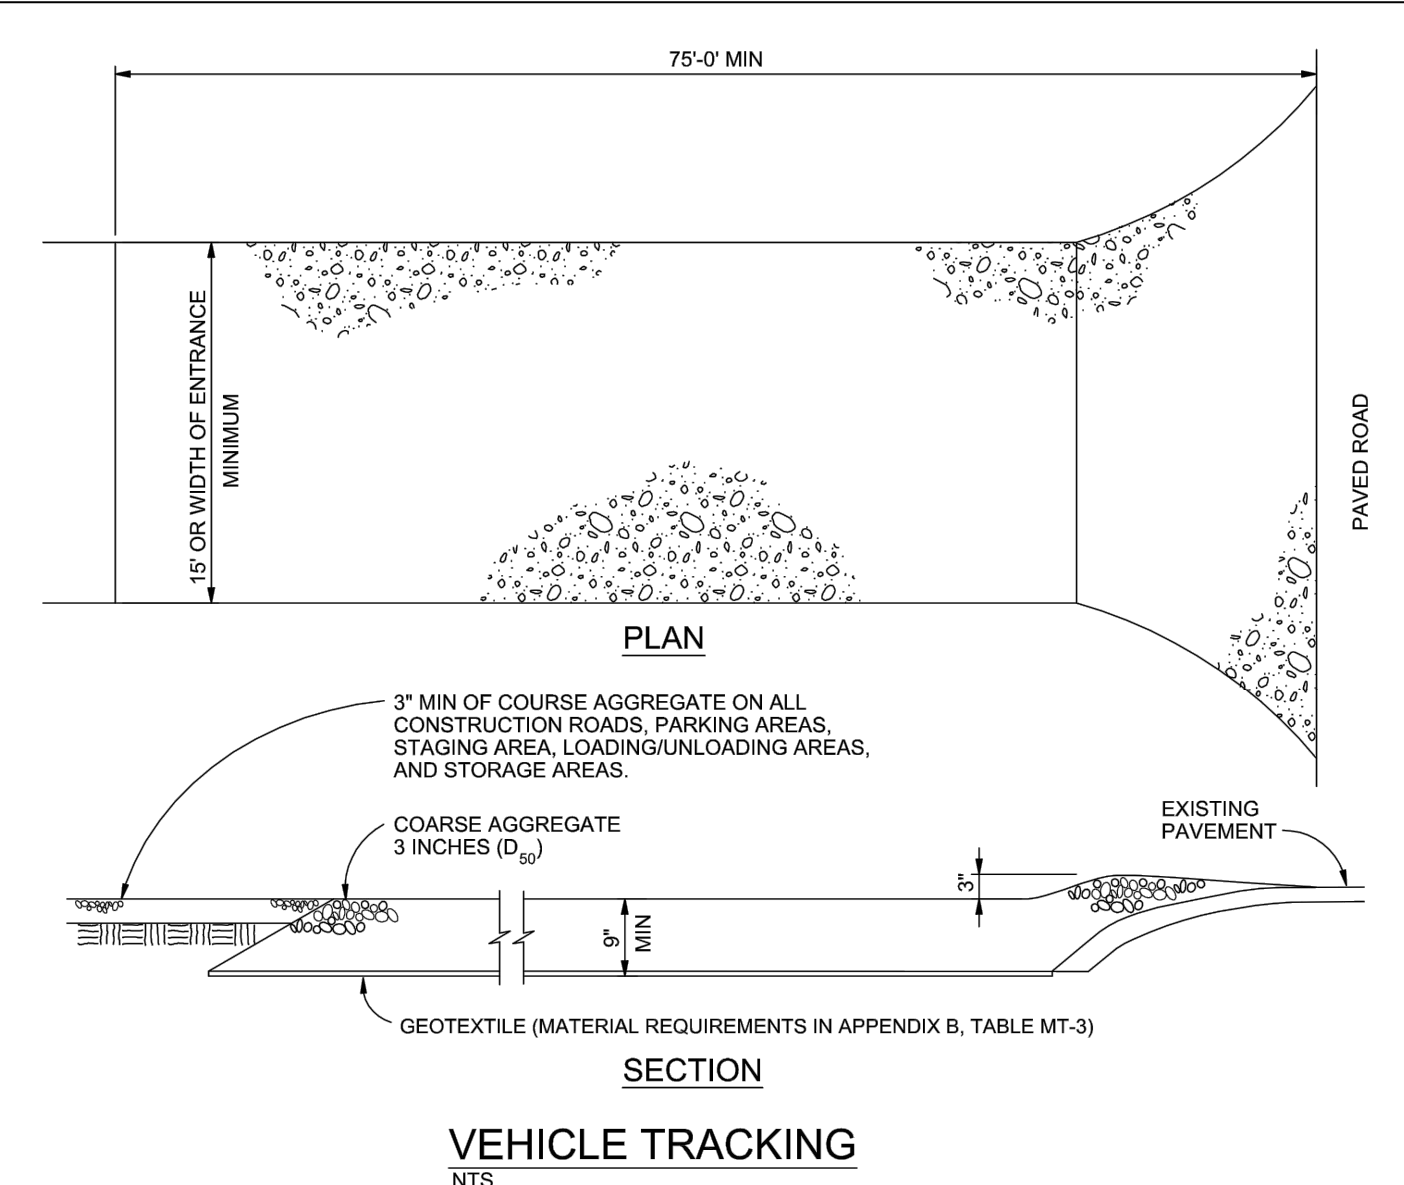 75'-0' MIN
15' OR WIDTH OF ENTRANCE
MINIMUM
PAVED ROAD
PLAN
3" MIN OF COURSE AGGREGATE ON ALL
CONSTRUCTION ROADS, PARKING AREAS,
STAGING AREA, LOADING/UNLOADING AREAS,
AND STORAGE AREAS.
COARSE AGGREGATE
3 INCHES (D50)
EXISTING
PAVEMENT
3"
9"
MIN
GEOTEXTILE (MATERIAL REQUIREMENTS IN APPENDIX B, TABLE MT-3)
SECTION
VEHICLE TRACKING
NTS